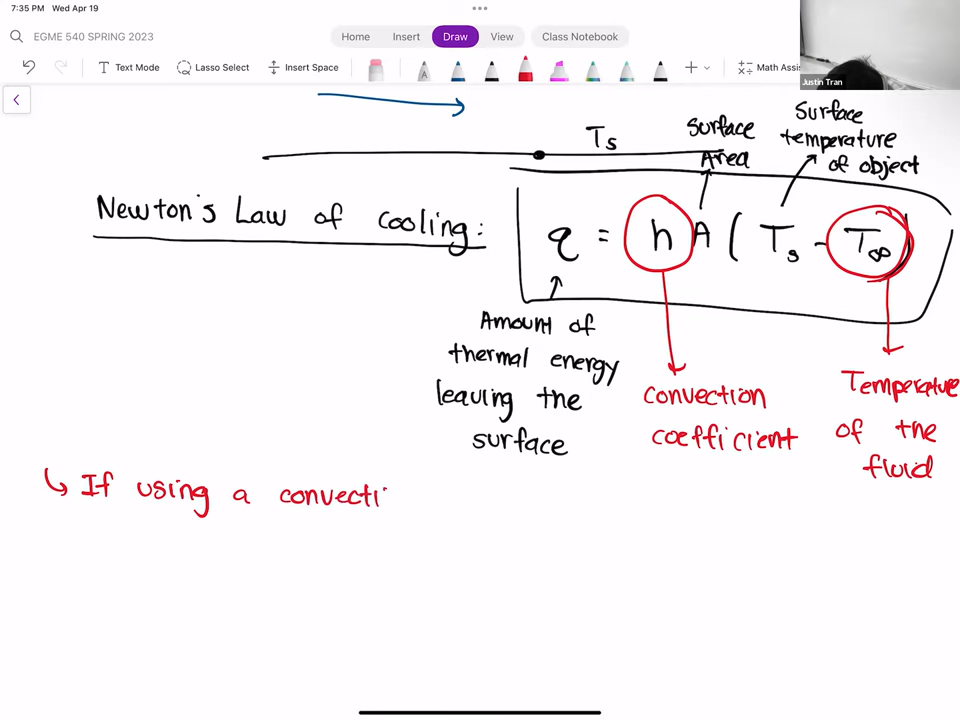 7:35 PM Wed Apr 19
EGME 540 SPRING 2023
Home Insert Draw View Class Notebook
Text Mode Lasso Select Insert Space Math Assis
Justin Tran
Ts
Surface
Area
Surface
temperature
of object
Newton's Law of cooling:
q = h A ( Ts - T∞ )
Amount of
thermal energy
leaving the
surface
convection
coefficient
Temperature
of the
fluid
↳ If using a convecti